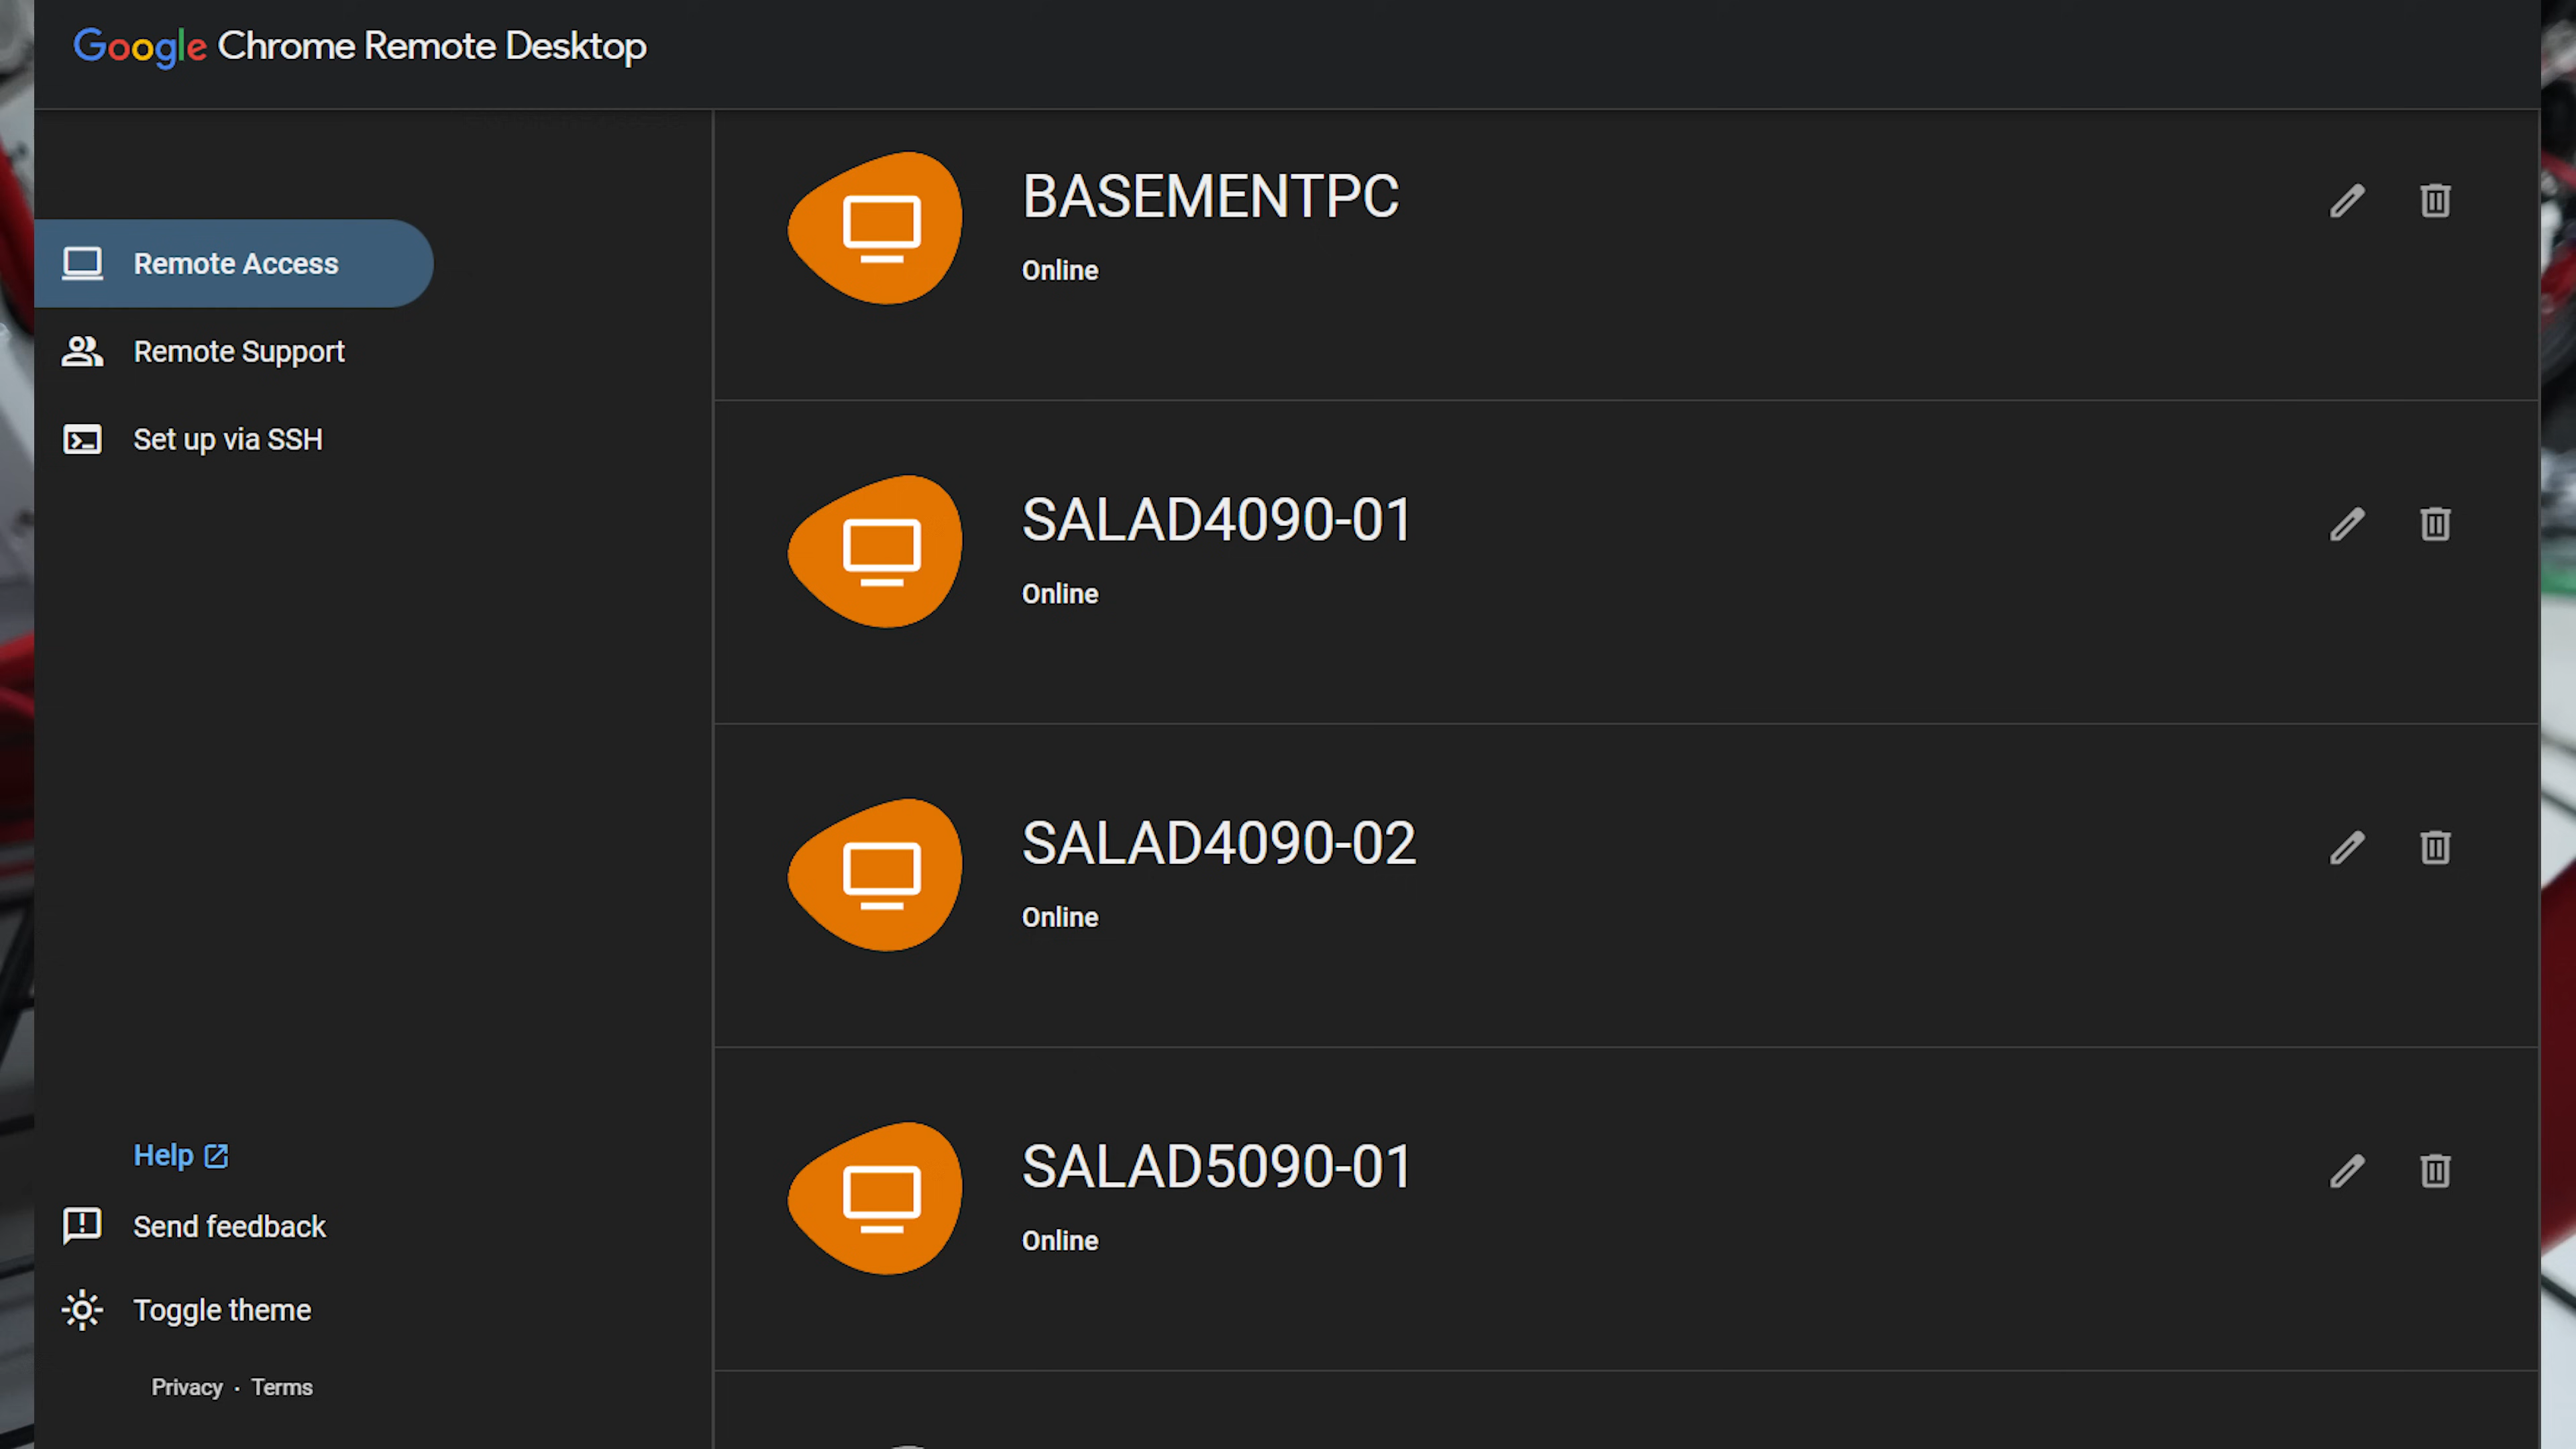 Google Chrome Remote Desktop
Remote Access
Remote Support
Set up via SSH
Help
Send feedback
Toggle theme
Privacy · Terms
BASEMENTPC
Online
SALAD4090-01
Online
SALAD4090-02
Online
SALAD5090-01
Online